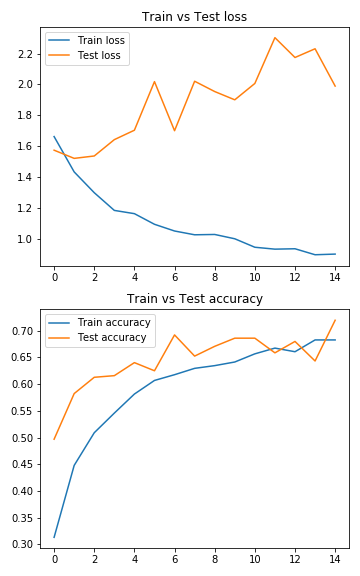 Train vs Test loss
Train loss
Test loss
2.2
2.0
1.8
1.6
1.4
1.2
1.0
0 2 4 6 8 10 12 14
Train vs Test accuracy
Train accuracy
Test accuracy
0.70
0.65
0.60
0.55
0.50
0.45
0.40
0.35
0.30
0 2 4 6 8 10 12 14